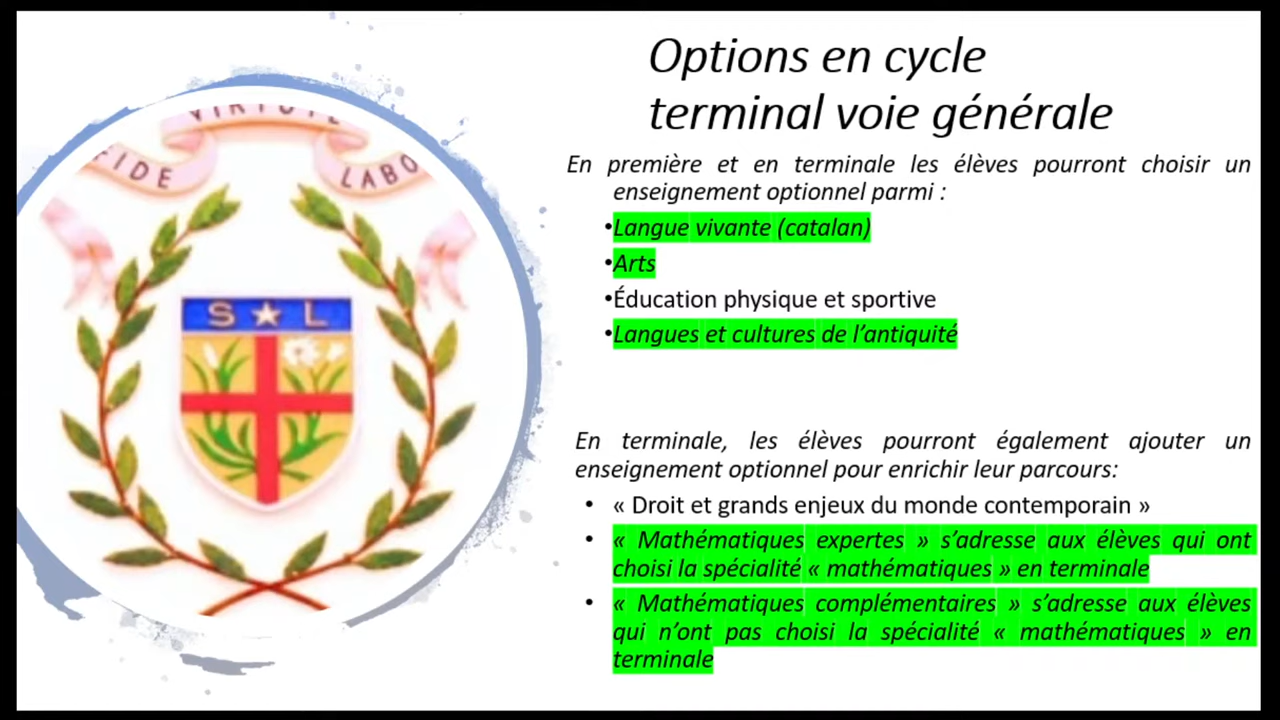 Options en cycle
terminal voie générale
VIRTUTE
FIDE
LABO
S L
En première et en terminale les élèves pourront choisir un
enseignement optionnel parmi :
•Langue vivante (catalan)
•Arts
•Éducation physique et sportive
•Langues et cultures de l’antiquité
En terminale, les élèves pourront également ajouter un
enseignement optionnel pour enrichir leur parcours:
• « Droit et grands enjeux du monde contemporain »
• « Mathématiques expertes » s’adresse aux élèves qui ont
choisi la spécialité « mathématiques » en terminale
• « Mathématiques complémentaires » s’adresse aux élèves
qui n’ont pas choisi la spécialité « mathématiques » en
terminale